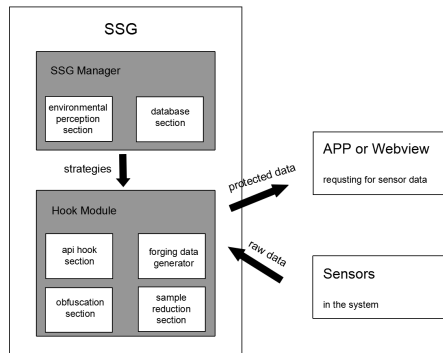 SSG
SSG Manager
environmental
perception
section
database
section
strategies
Hook Module
api hook
section
forging data
generator
obfuscation
section
sample
reduction
section
protected data
raw data
APP or Webview
requsting for sensor data
Sensors
in the system